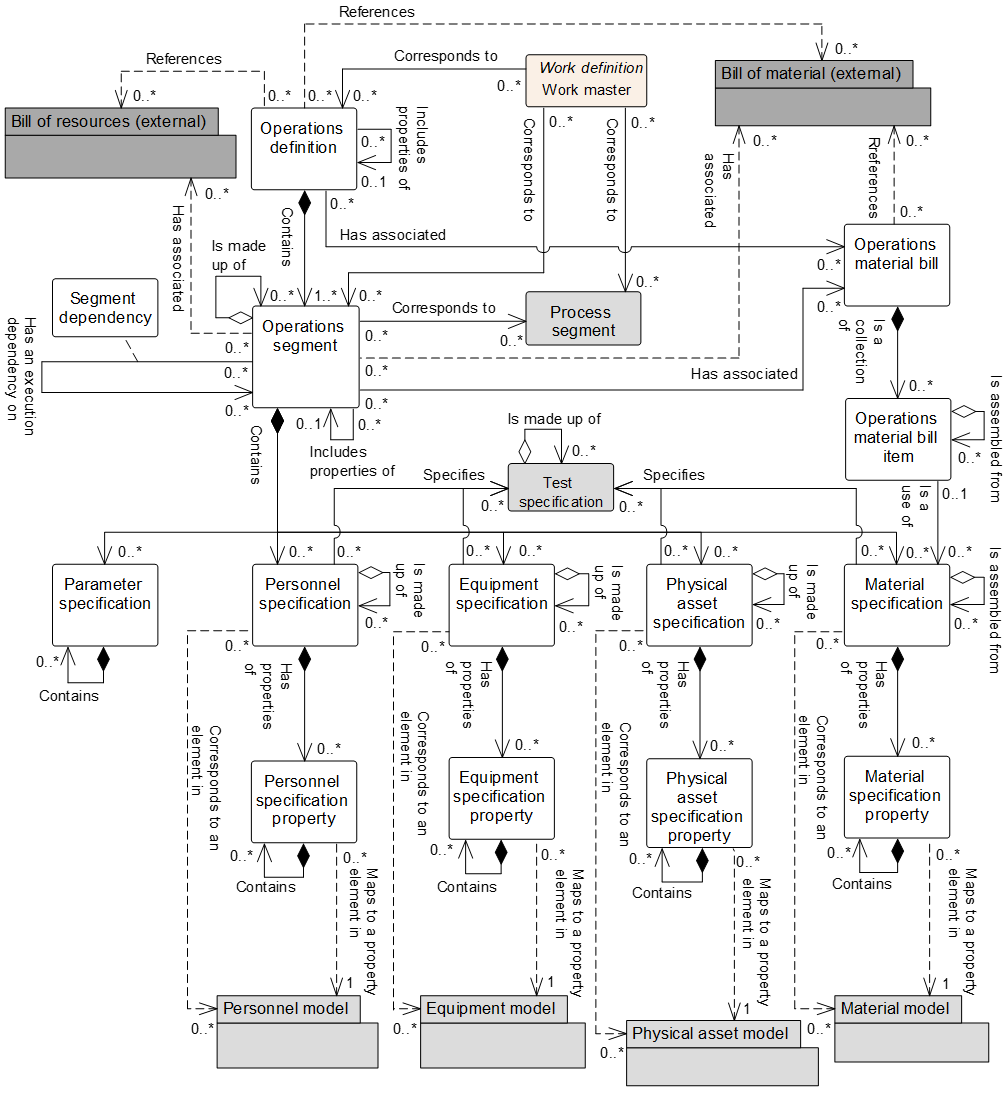 References
0..*
Corresponds to
0..*
Work definition
Work master
Bill of material (external)
References
0..*
0..*
0..*
0..*
Bill of resources (external)
Operations
definition
0..*
0..1
Includes
properties of
0..*
0..*
Corresponds to
Corresponds to
Has
associated
0..*
Rreferences
0..*
0..*
0..*
Has associated
Contains
0..*
Has associated
Operations
material bill
0..*
0..*
Is made
up of
0..*
1..*
0..*
0..*
Segment
dependency
Operations
segment
Corresponds to
0..*
0..*
Process
segment
Has an execution
dependency on
0..*
0..*
0..*
0..*
0..*
Has associated
Is a
collection
of
0..*
Operations
material bill
item
Is assembled from
0..*
Contains
0..1
0..*
Includes
properties of
Is made up of
0..*
Specifies
0..*
Test
specification
Specifies
0..*
Is a
use of
0..1
0..*
0..*
0..*
0..*
0..*
0..*
0..*
0..*
0..*
0..*
Parameter
specification
0..*
Contains
Personnel
specification
Is made
up of
0..*
0..*
Equipment
specification
Is made
up of
0..*
0..*
Physical
asset
specification
Is made
up of
0..*
0..*
Material
specification
Is assembled from
0..*
0..*
Has
properties
of
Has
properties
of
Has
properties
of
Has
properties
of
Corresponds to an
element in
Corresponds to an
element in
Corresponds to an
element in
Corresponds to an
element in
0..*
0..*
0..*
0..*
Personnel
specification
property
Equipment
specification
property
Physical
asset
specification
property
Material
specification
property
0..*
Contains
0..*
0..*
Contains
0..*
0..*
Contains
0..*
0..*
Contains
0..*
Maps to a property
element in
Maps to a property
element in
Maps to a property
element in
Maps to a property
element in
1
1
1
1
Personnel model
0..*
Equipment model
0..*
Physical asset model
0..*
Material model
0..*